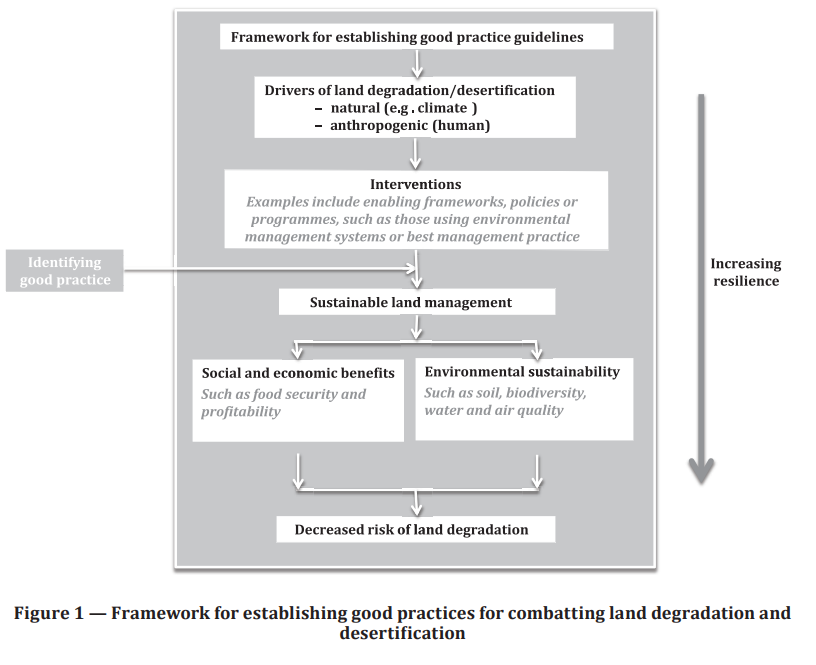 Framework for establishing good practice guidelines
Drivers of land degradation/desertification
– natural (e.g . climate )
– anthropogenic (human)
Interventions
Examples include enabling frameworks, policies or
programmes, such as those using environmental
management systems or best management practice
Identifying
good practice
Increasing
resilience
Sustainable land management
Social and economic benefits
Such as food security and
profitability
Environmental sustainability
Such as soil, biodiversity,
water and air quality
Decreased risk of land degradation
Figure 1 — Framework for establishing good practices for combatting land degradation and
desertification